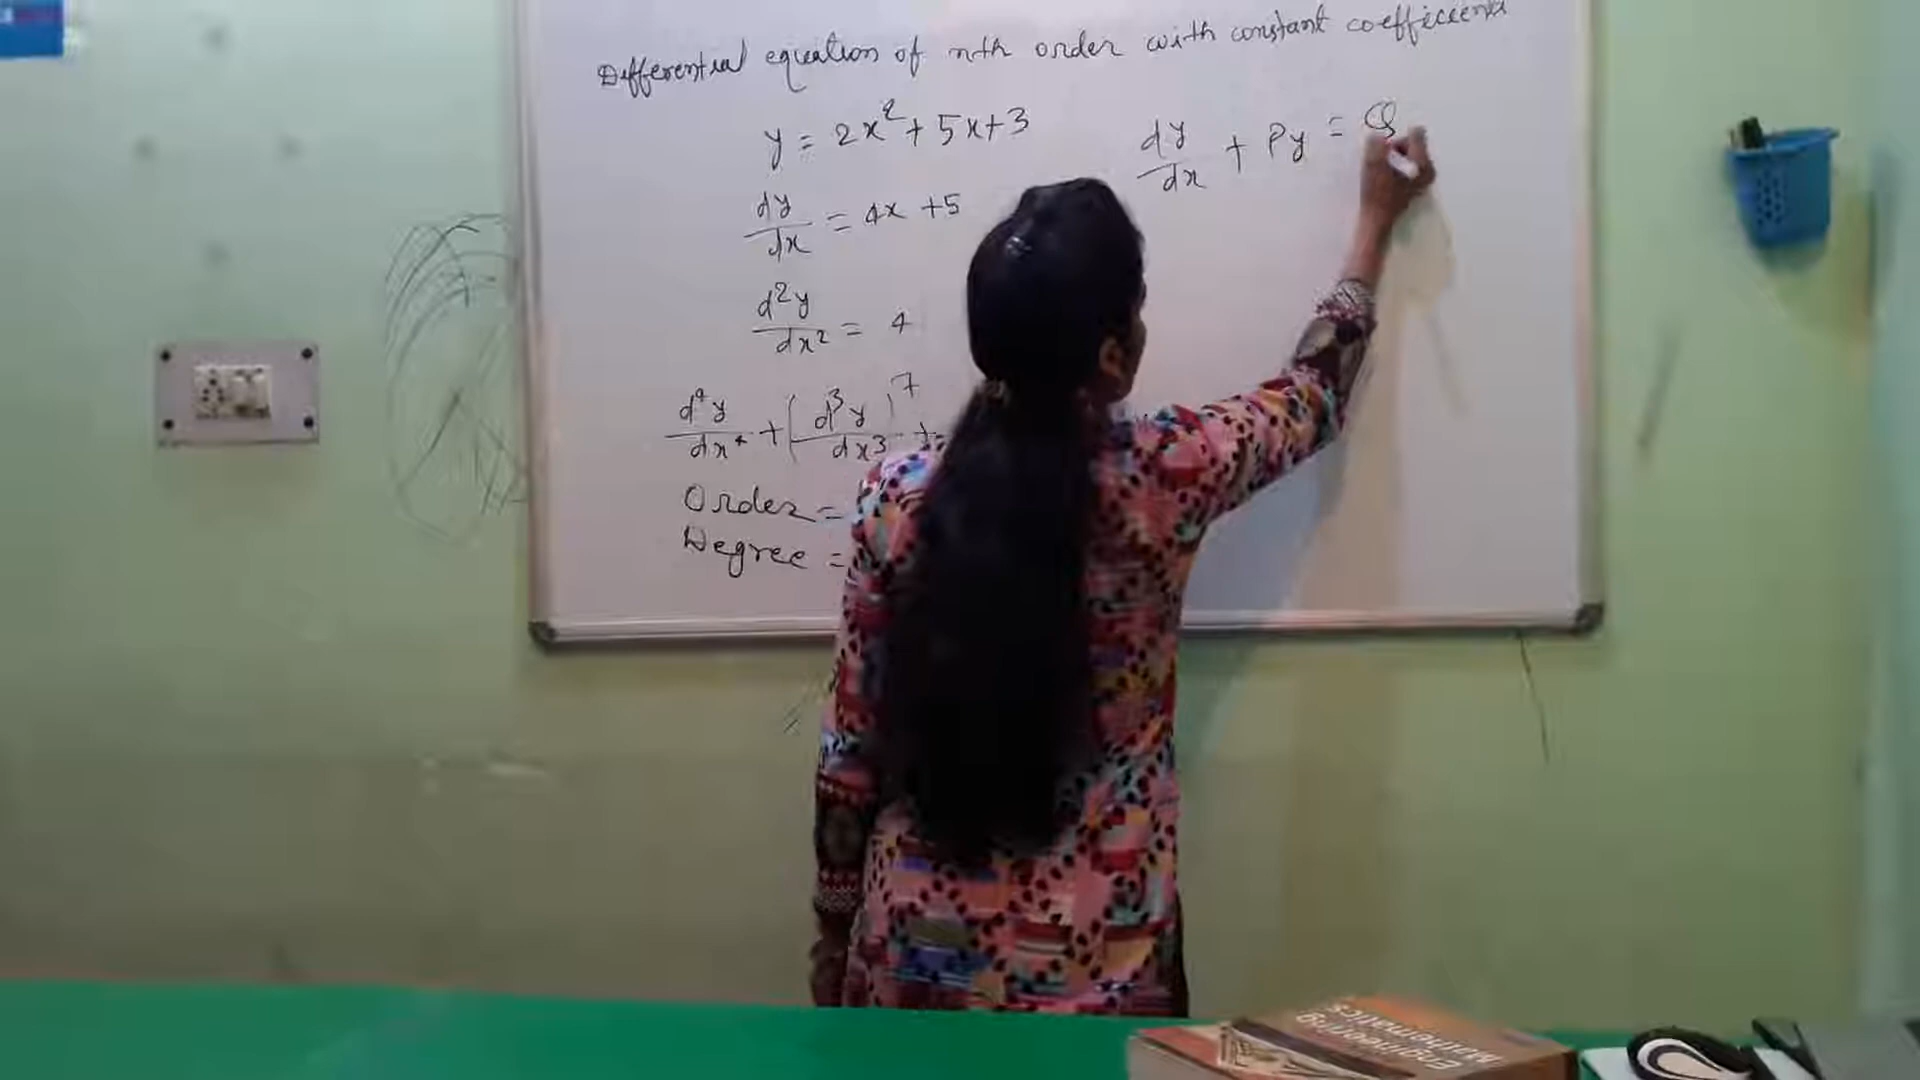 Differential equation of nth order with constant coefficients
y = 2x² + 5x+3
dy/dx = 4x +5
d²y/dx² = 4
d⁴y/dx⁴ + (d³y/dx³)⁷ +
Order =
Degree =
dy/dx + Py = Q
Engineering
Mathematics